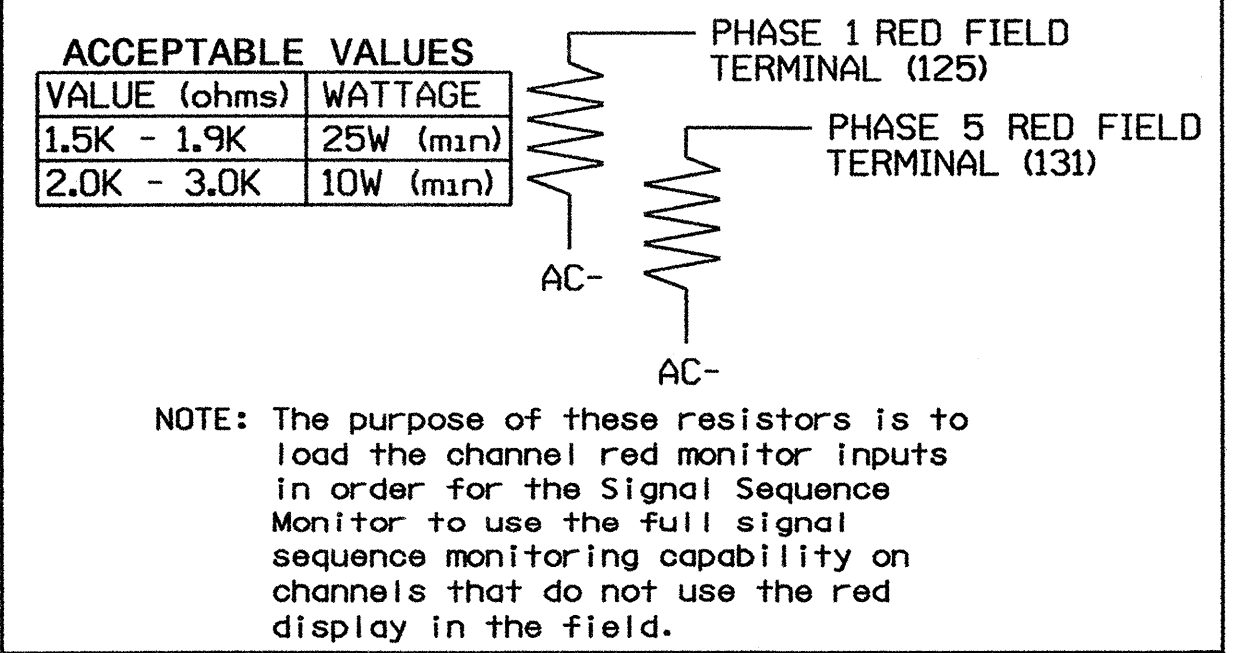 ACCEPTABLE VALUES
VALUE (ohms) WATTAGE
1.5K - 1.9K 25W (min)
2.0K - 3.0K 10W (min)
PHASE 1 RED FIELD
TERMINAL (125)
AC-
PHASE 5 RED FIELD
TERMINAL (131)
AC-
NOTE: The purpose of these resistors is to
load the channel red monitor inputs
in order for the Signal Sequence
Monitor to use the full signal
sequence monitoring capability on
channels that do not use the red
display in the field.